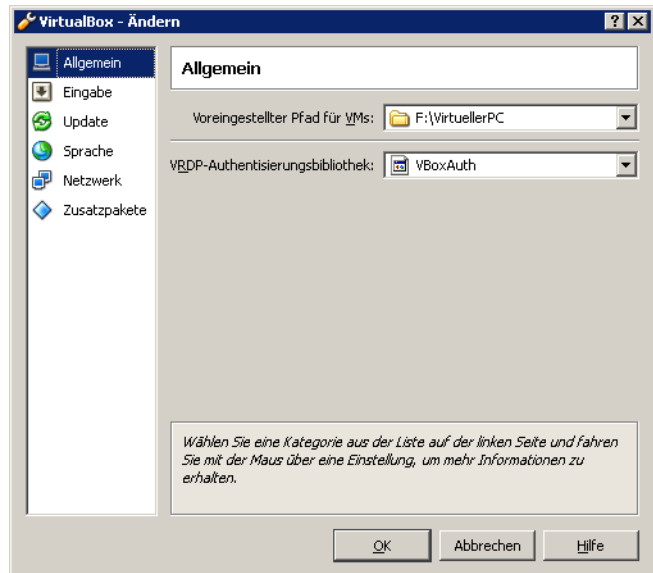 VirtualBox - Ändern
Allgemein
Eingabe
Update
Sprache
Netzwerk
Zusatzpakete
Allgemein
Voreingestellter Pfad für VMs: F:\VirtuellerPC
VRDP-Authentisierungsbibliothek: VBoxAuth
Wählen Sie eine Kategorie aus der Liste auf der linken Seite und fahren
Sie mit der Maus über eine Einstellung, um mehr Informationen zu
erhalten.
OK Abbrechen Hilfe